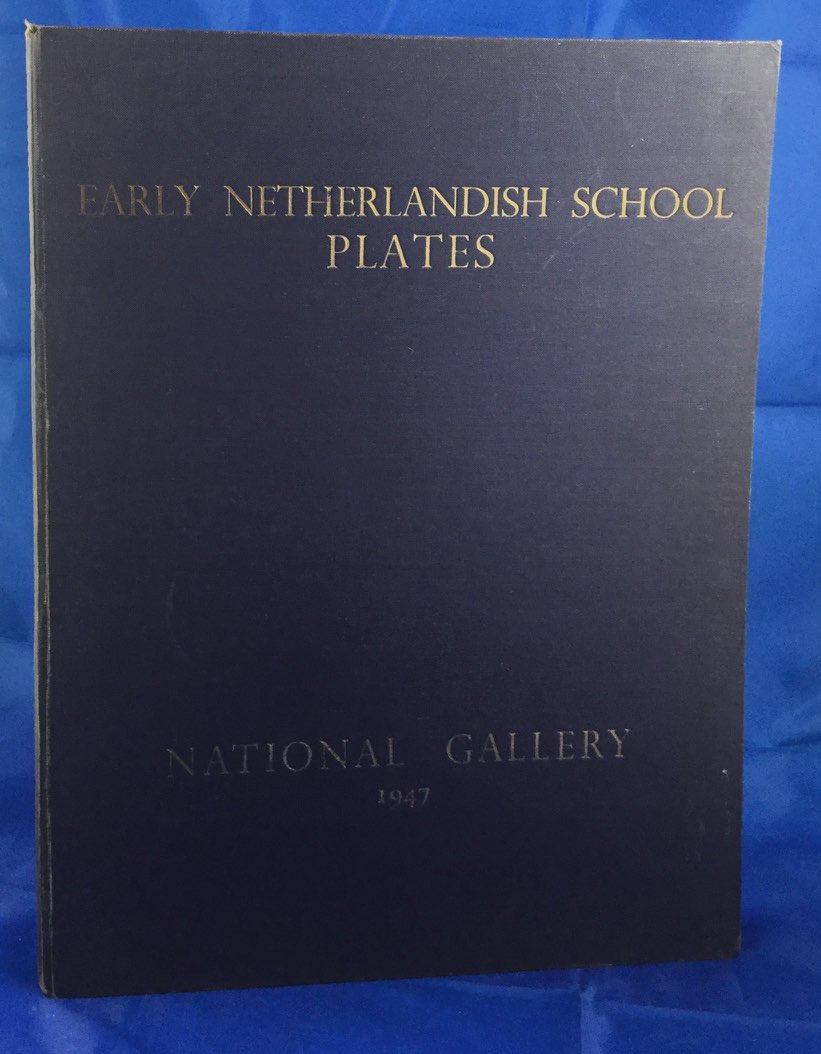 EARLY NETHERLANDISH SCHOOL
PLATES
NATIONAL GALLERY
1947